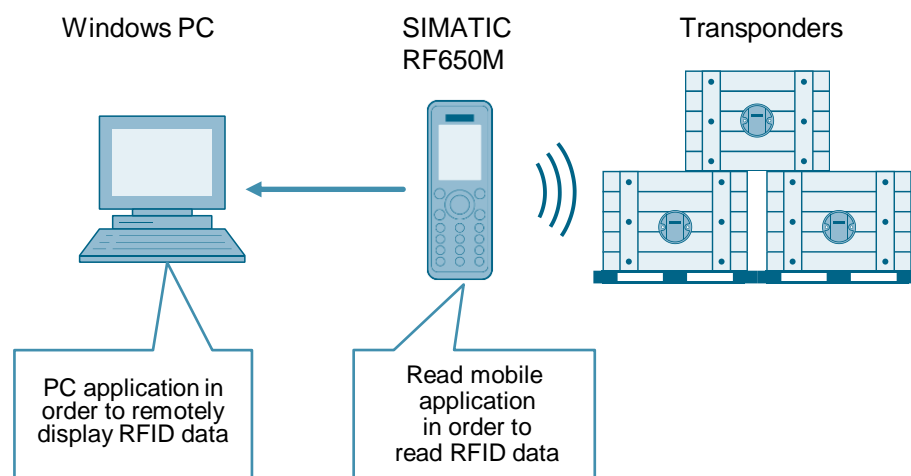 Windows PC
SIMATIC
RF650M
Transponders
PC application in
order to remotely
display RFID data
Read mobile
application
in order to
read RFID data